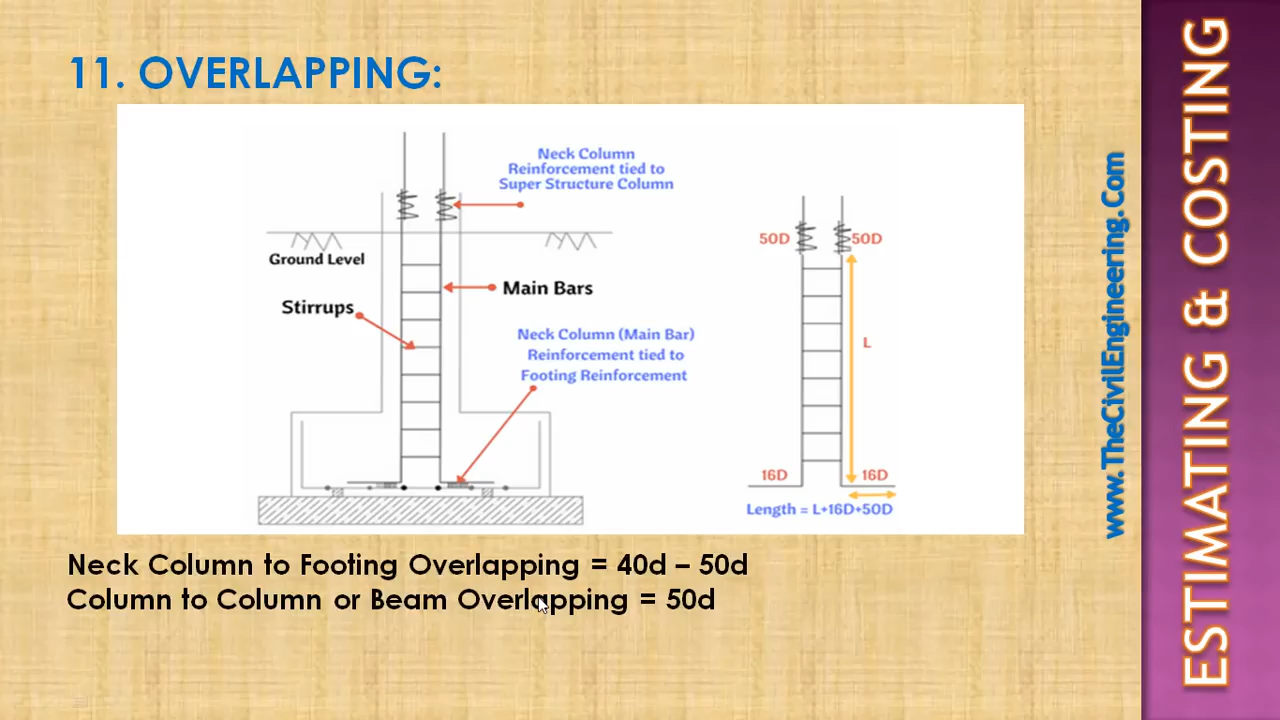 11. OVERLAPPING:
Neck Column
Reinforcement tied to
Super Structure Column
Ground Level
Main Bars
Stirrups
Neck Column (Main Bar)
Reinforcement tied to
Footing Reinforcement
50D
50D
L
16D
16D
Length = L+16D+50D
Neck Column to Footing Overlapping = 40d – 50d
Column to Column or Beam Overlapping = 50d
www.TheCivilEngineering.Com
ESTIMATING & COSTING